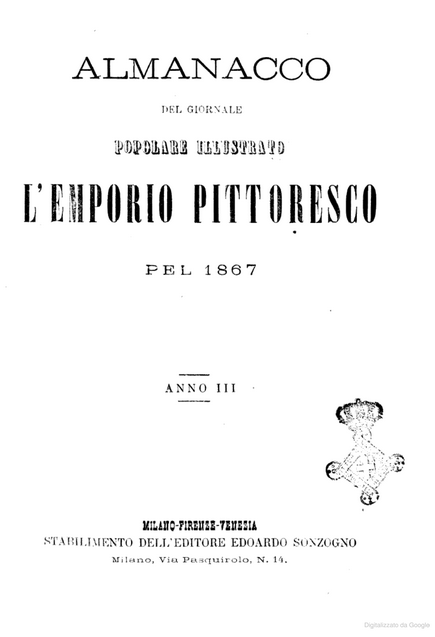 ALMANACCO
DEL GIORNALE
POPOLARE ILLUSTRATO
L'EMPORIO PITTORESCO
PEL 1867
ANNO III
MILANO-FIRENZE-VENEZIA
STABILIMENTO DELL'EDITORE EDOARDO SONZOGNO
Milano, Via Pasquirolo, N. 14.
Digitalizzato da Google